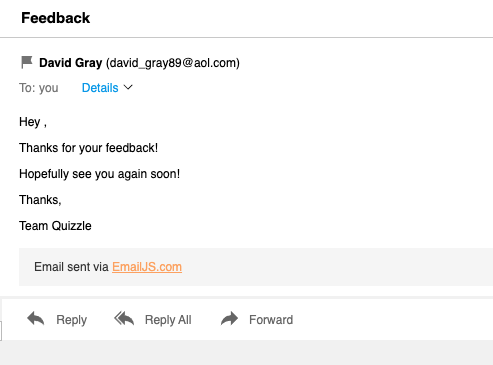 Feedback
David Gray (david_gray89@aol.com)
To: you Details
Hey ,
Thanks for your feedback!
Hopefully see you again soon!
Thanks,
Team Quizzle
Email sent via EmailJS.com
Reply Reply All Forward